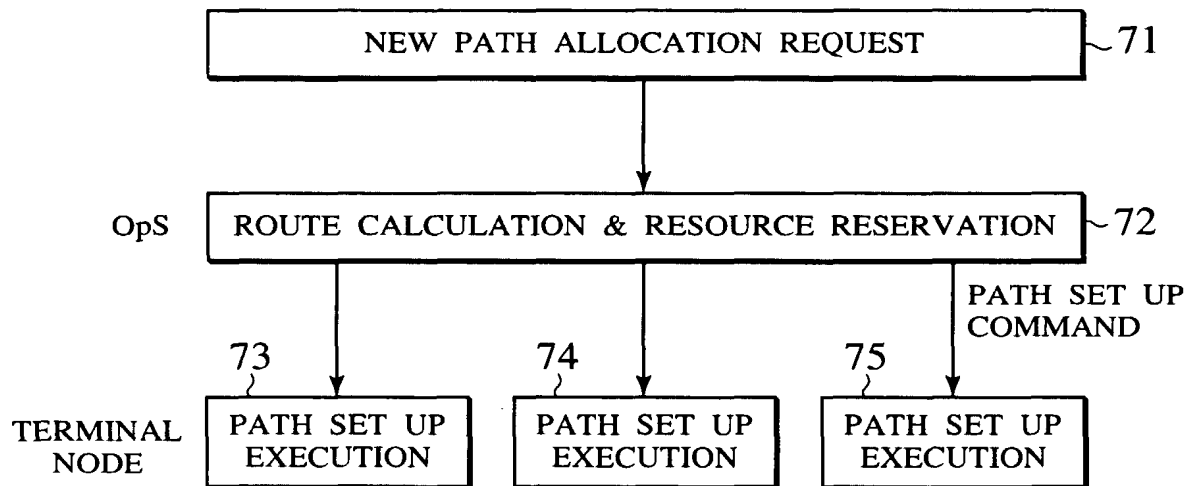 NEW PATH ALLOCATION REQUEST
71
OpS
ROUTE CALCULATION & RESOURCE RESERVATION
72
PATH SET UP
COMMAND
73
74
75
TERMINAL
NODE
PATH SET UP
EXECUTION
PATH SET UP
EXECUTION
PATH SET UP
EXECUTION